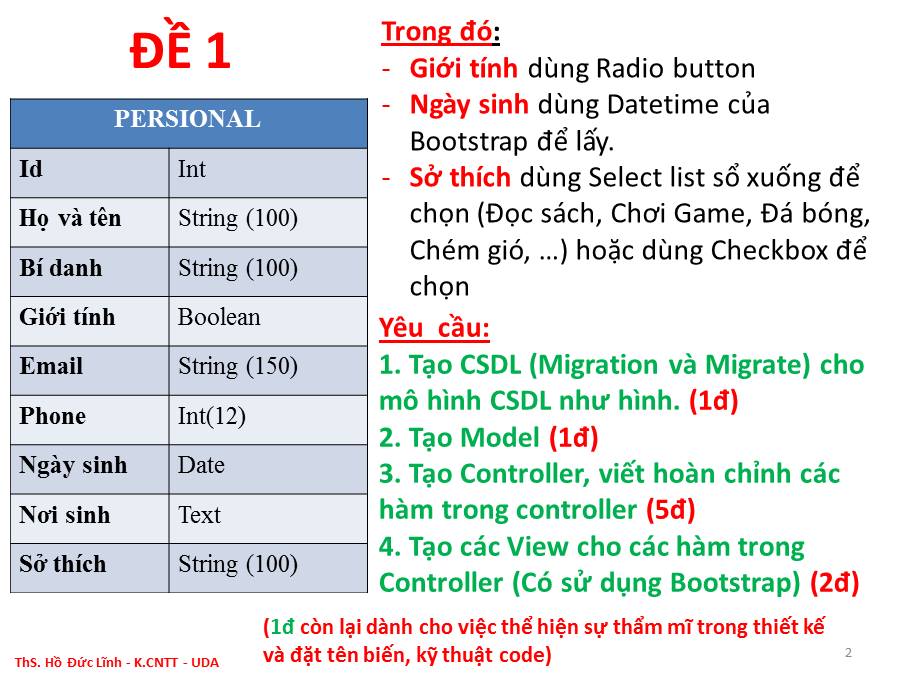 ĐỀ 1
PERSIONAL
Id Int
Họ và tên String (100)
Bí danh String (100)
Giới tính Boolean
Email String (150)
Phone Int(12)
Ngày sinh Date
Nơi sinh Text
Sở thích String (100)
Trong đó:
- Giới tính dùng Radio button
- Ngày sinh dùng Datetime của
Bootstrap để lấy.
- Sở thích dùng Select list sổ xuống để
chọn (Đọc sách, Chơi Game, Đá bóng,
Chém gió, …) hoặc dùng Checkbox để
chọn
Yêu cầu:
1. Tạo CSDL (Migration và Migrate) cho
mô hình CSDL như hình. (1đ)
2. Tạo Model (1đ)
3. Tạo Controller, viết hoàn chỉnh các
hàm trong controller (5đ)
4. Tạo các View cho các hàm trong
Controller (Có sử dụng Bootstrap) (2đ)
(1đ còn lại dành cho việc thể hiện sự thẩm mĩ trong thiết kế
và đặt tên biến, kỹ thuật code)
ThS. Hồ Đức Lĩnh - K.CNTT - UDA
2